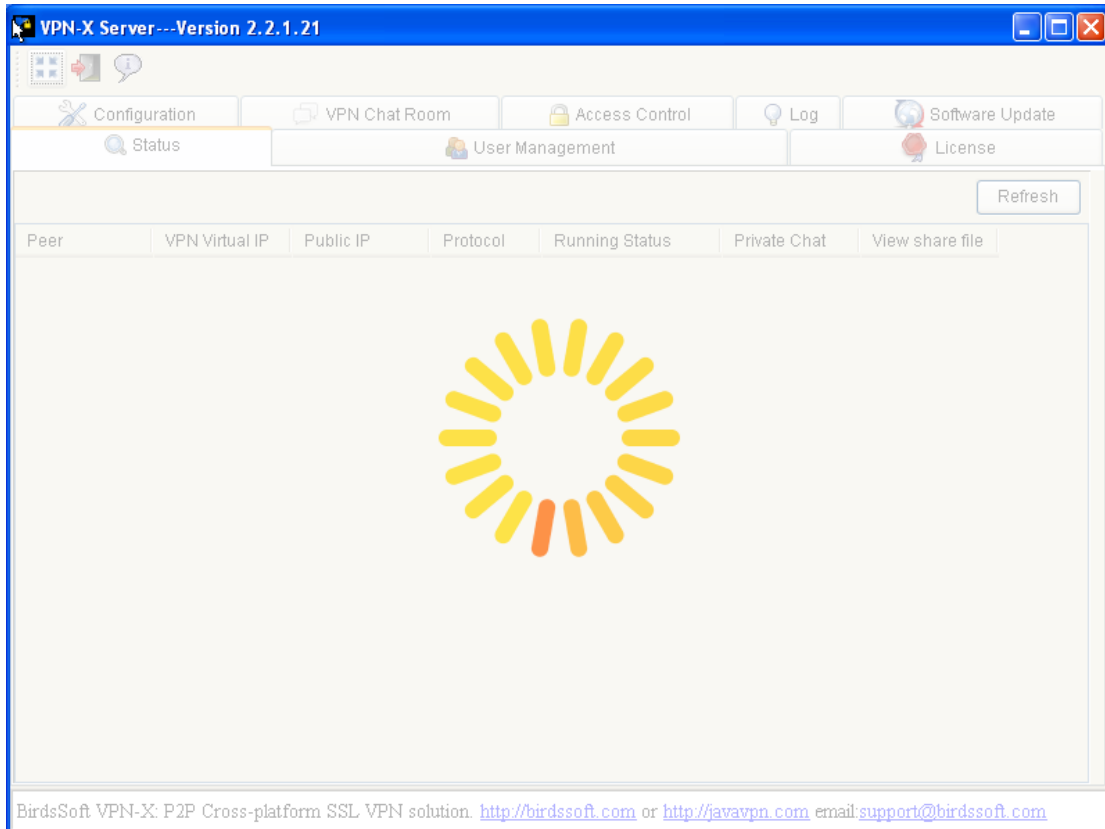 VPN-X Server---Version 2.2.1.21
Configuration VPN Chat Room Access Control Log Software Update
Status User Management License
Refresh
Peer VPN Virtual IP Public IP Protocol Running Status Private Chat View share file
BirdsSoft VPN-X: P2P Cross-platform SSL VPN solution. http://birdssoft.com or http://javavpn.com email:support@birdssoft.com